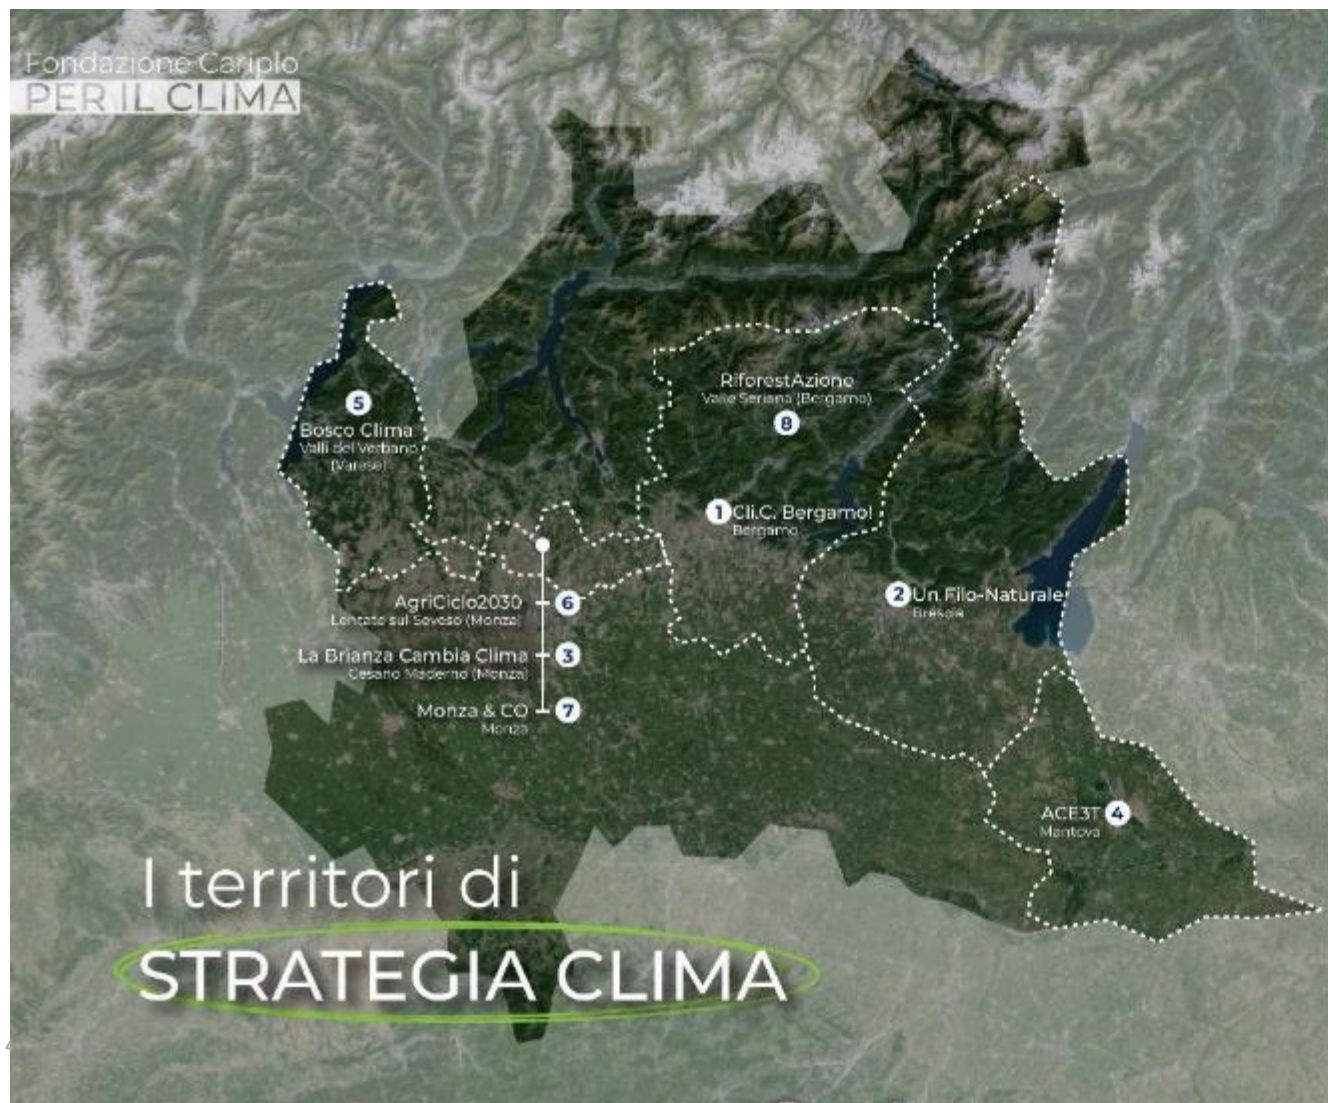 Fondazione Cariplo
PER IL CLIMA
RiforestAzione
Valle Seriana (Bergamo)
8
5
Bosco Clima
Valli del Verbano
(Varese)
1 Cli.C. Bergamo!
Bergamo
2 Un Filo-Naturale
Brescia
AgriCiclo2030 6
Lentate sul Seveso (Monza)
La Brianza Cambia Clima 3
Cesano Maderno (Monza)
Monza & CO 7
Monza
ACE3T 4
Mantova
I territori di
STRATEGIA CLIMA